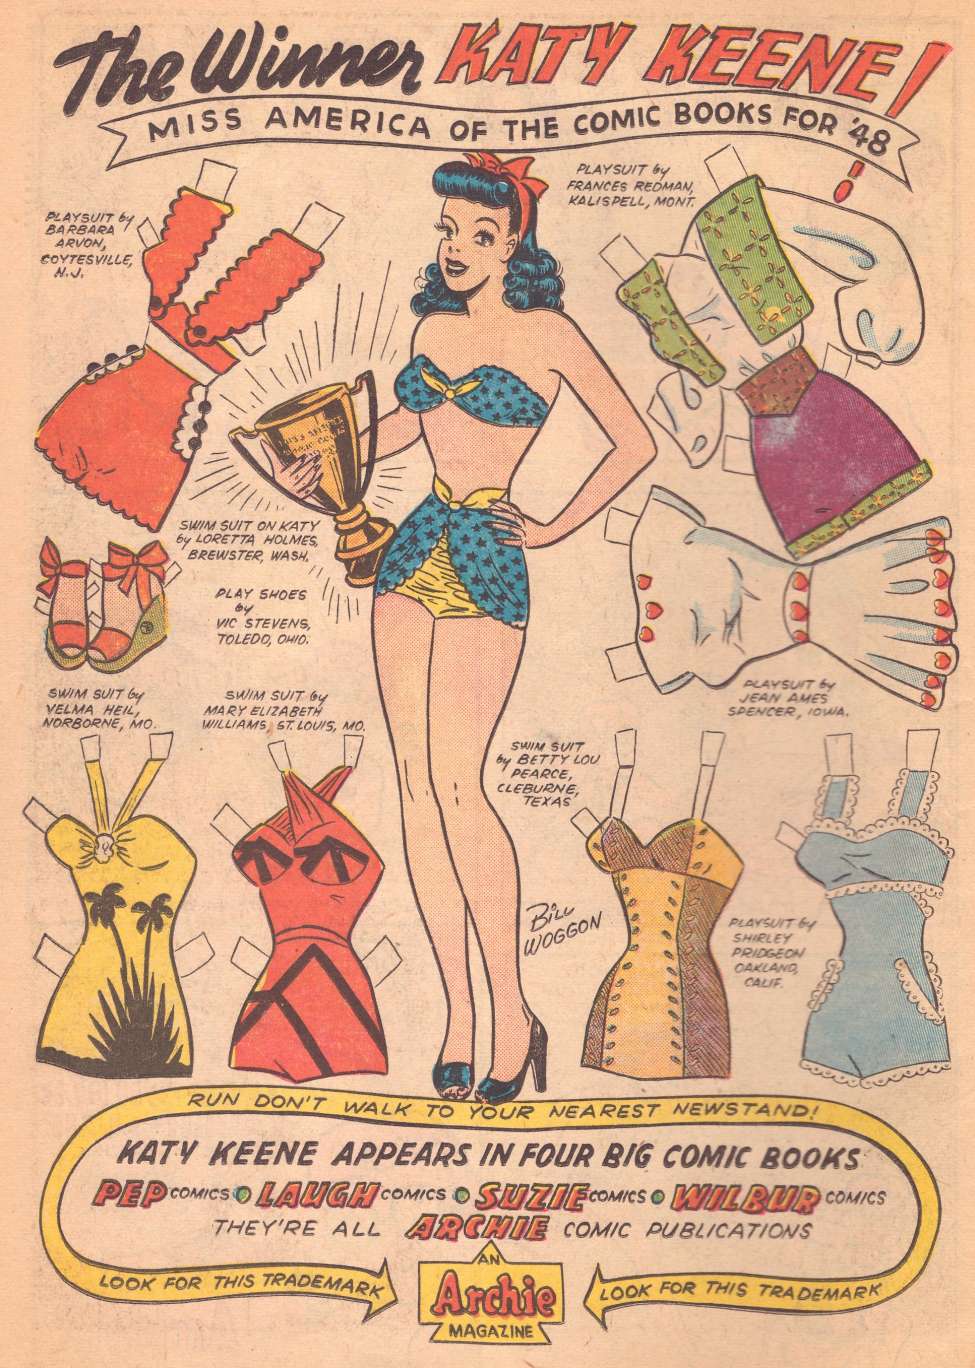 The Winner KATY KEENE!
MISS AMERICA OF THE COMIC BOOKS FOR '48!
PLAYSUIT by
BARBARA
ARVON,
COYTESVILLE,
N.J.
PLAYSUIT by
FRANCES REDMAN,
KALISPELL, MONT.
SWIM SUIT ON KATY
by LORETTA HOLMES,
BREWSTER, WASH.
PLAY SHOES
by
VIC STEVENS,
TOLEDO, OHIO.
PLAYSUIT by
JEAN AMES
SPENCER, IOWA.
SWIM SUIT by
VELMA HEIL,
NORBORNE, MO.
SWIM SUIT by
MARY ELIZABETH
WILLIAMS, ST. LOUIS, MO.
SWIM SUIT
by BETTY LOU
PEARCE,
CLEBURNE,
TEXAS
BILL
WOGGON
PLAYSUIT by
SHIRLEY
PRIDGEON
OAKLAND,
CALIF.
RUN DON'T WALK TO YOUR NEAREST NEWSTAND!
KATY KEENE APPEARS IN FOUR BIG COMIC BOOKS
PEP COMICS • LAUGH COMICS • SUZIE COMICS • WILBUR COMICS
THEY'RE ALL ARCHIE COMIC PUBLICATIONS
LOOK FOR THIS TRADEMARK
AN
Archie
MAGAZINE
LOOK FOR THIS TRADEMARK